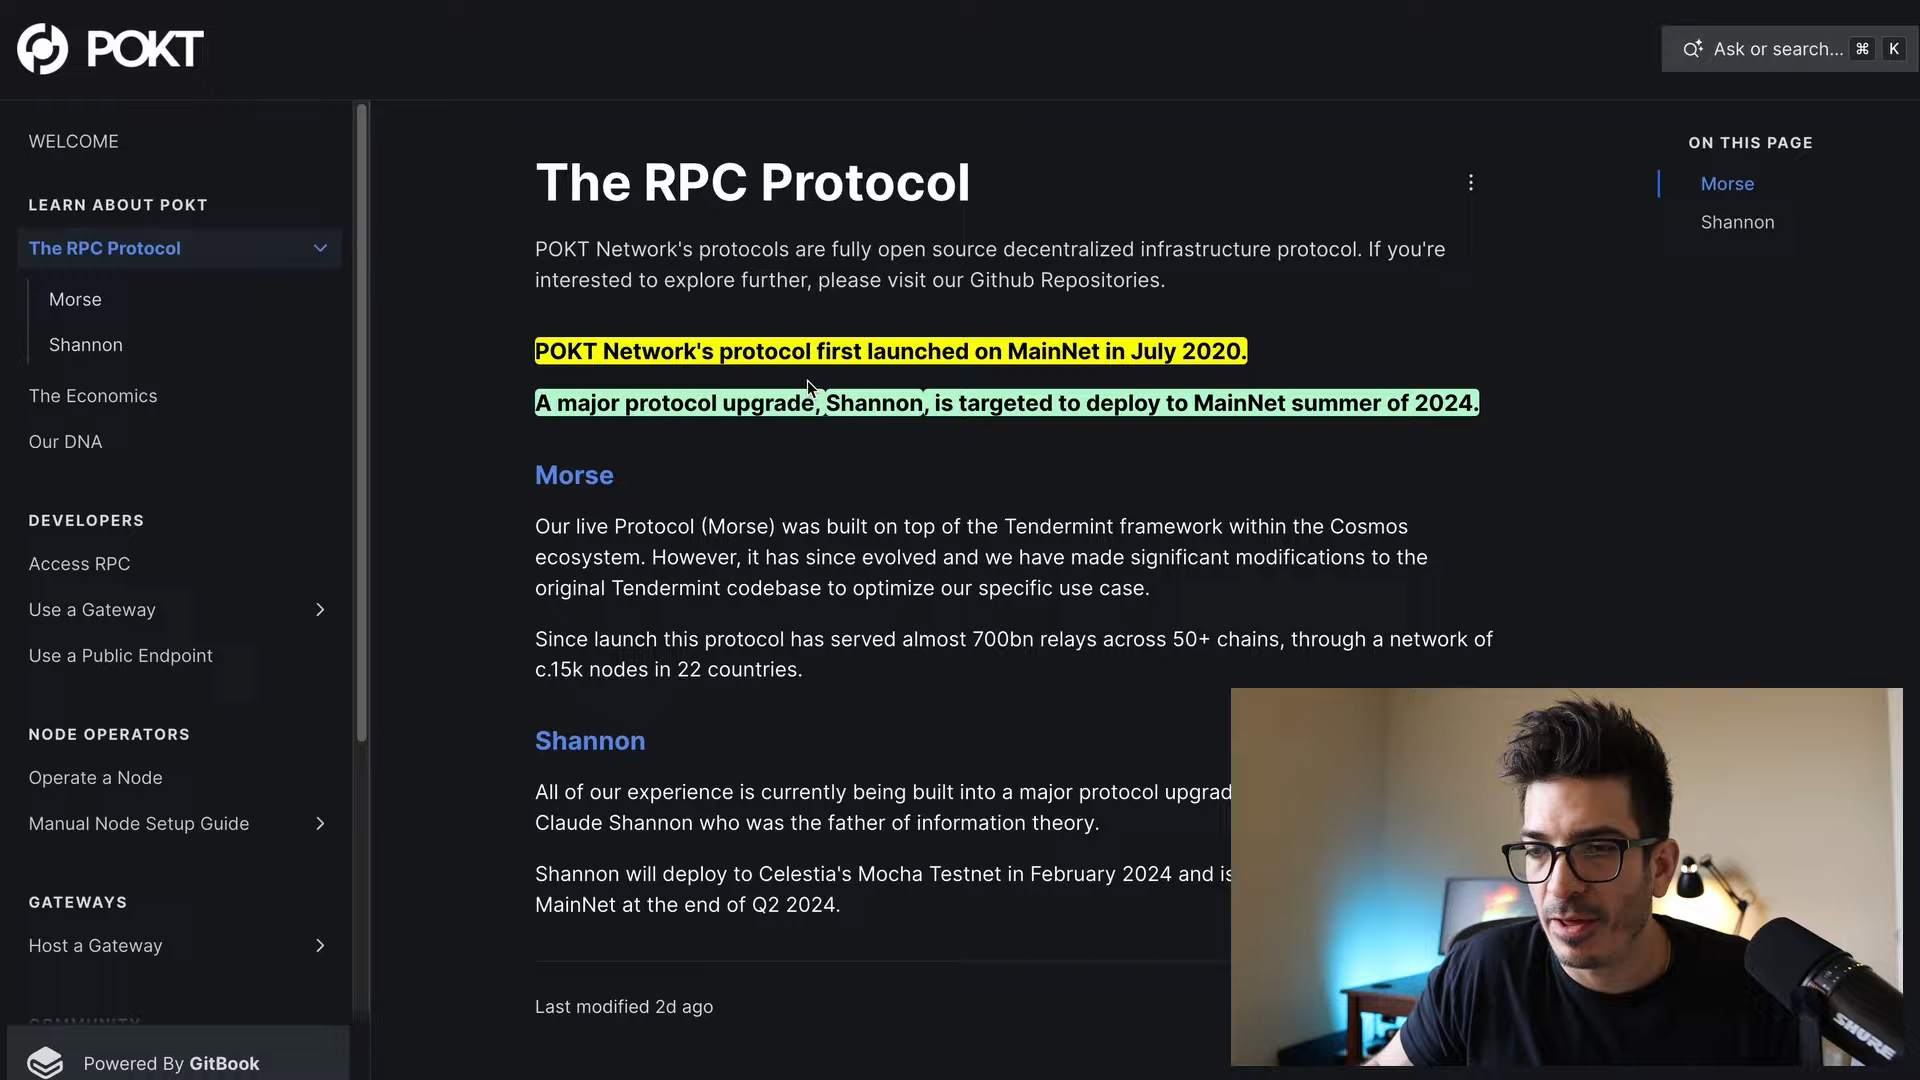 POKT
Ask or search... ⌘ K
WELCOME
LEARN ABOUT POKT
The RPC Protocol
Morse
Shannon
The Economics
Our DNA
DEVELOPERS
Access RPC
Use a Gateway
Use a Public Endpoint
NODE OPERATORS
Operate a Node
Manual Node Setup Guide
GATEWAYS
Host a Gateway
COMMUNITY
Powered By GitBook
The RPC Protocol
POKT Network's protocols are fully open source decentralized infrastructure protocol. If you're
interested to explore further, please visit our Github Repositories.
POKT Network's protocol first launched on MainNet in July 2020.
A major protocol upgrade, Shannon, is targeted to deploy to MainNet summer of 2024.
Morse
Our live Protocol (Morse) was built on top of the Tendermint framework within the Cosmos
ecosystem. However, it has since evolved and we have made significant modifications to the
original Tendermint codebase to optimize our specific use case.
Since launch this protocol has served almost 700bn relays across 50+ chains, through a network of
c.15k nodes in 22 countries.
Shannon
All of our experience is currently being built into a major protocol upgrad
Claude Shannon who was the father of information theory.
Shannon will deploy to Celestia's Mocha Testnet in February 2024 and is
MainNet at the end of Q2 2024.
Last modified 2d ago
ON THIS PAGE
Morse
Shannon
SHURE